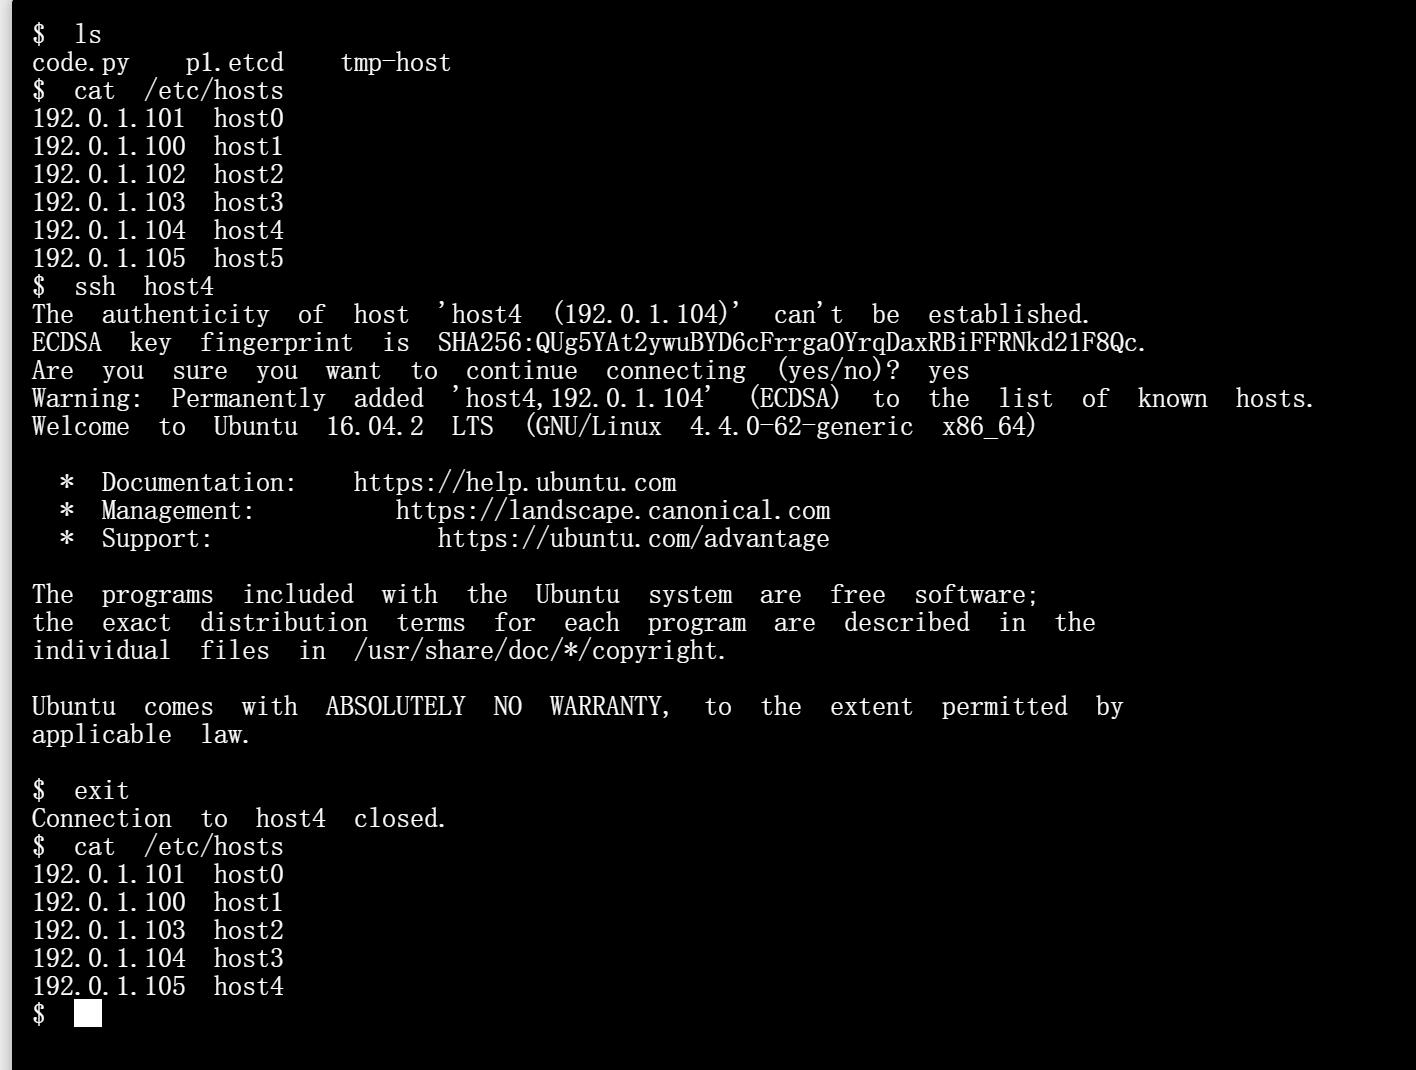 $ ls
code.py p1.etcd tmp-host
$ cat /etc/hosts
192.0.1.101 host0
192.0.1.100 host1
192.0.1.102 host2
192.0.1.103 host3
192.0.1.104 host4
192.0.1.105 host5
$ ssh host4
The authenticity of host 'host4 (192.0.1.104)' can't be established.
ECDSA key fingerprint is SHA256:QUg5YAt2ywuBYD6cFrrgaOYrqDaxRBiFFRNkd21F8Qc.
Are you sure you want to continue connecting (yes/no)? yes
Warning: Permanently added 'host4,192.0.1.104' (ECDSA) to the list of known hosts.
Welcome to Ubuntu 16.04.2 LTS (GNU/Linux 4.4.0-62-generic x86_64)
* Documentation: https://help.ubuntu.com
* Management: https://landscape.canonical.com
* Support: https://ubuntu.com/advantage
The programs included with the Ubuntu system are free software;
the exact distribution terms for each program are described in the
individual files in /usr/share/doc/*/copyright.
Ubuntu comes with ABSOLUTELY NO WARRANTY, to the extent permitted by
applicable law.
$ exit
Connection to host4 closed.
$ cat /etc/hosts
192.0.1.101 host0
192.0.1.100 host1
192.0.1.103 host2
192.0.1.104 host3
192.0.1.105 host4
$